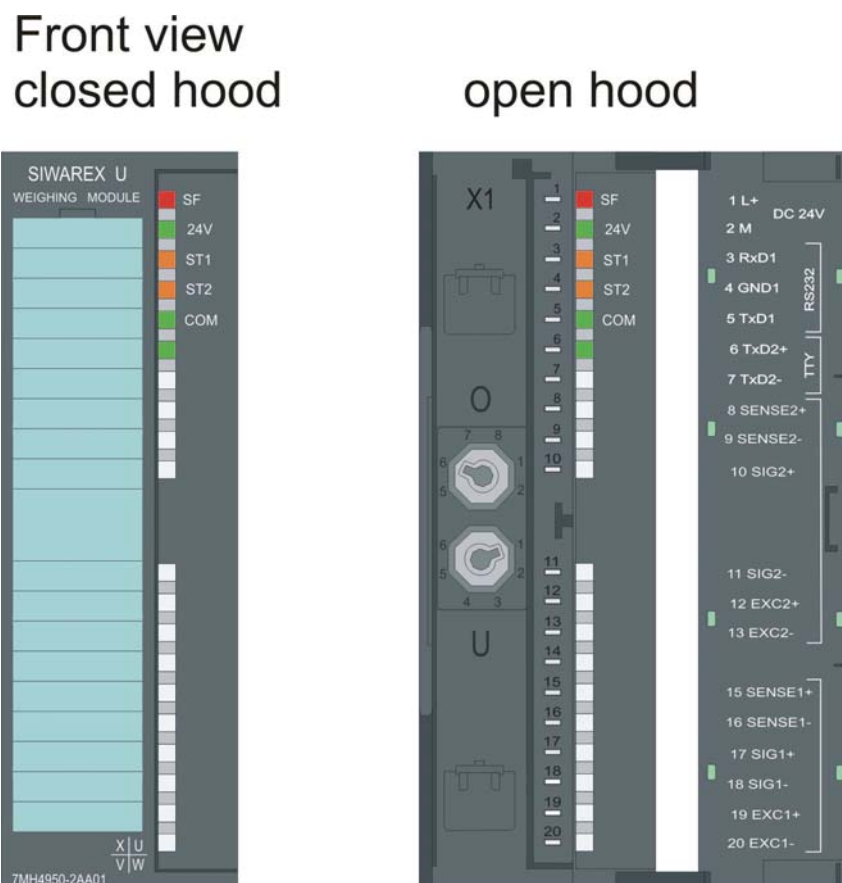 Front view
closed hood
open hood
SIWAREX U
WEIGHING MODULE
SF
24V
ST1
ST2
COM
X U
V W
7MH4950-2AA01
X1
O
7 8
6 1
5 2
6 1
5 2
4 3
U
1
2
3
4
5
6
7
8
9
10
11
12
13
14
15
16
17
18
19
20
SF
24V
ST1
ST2
COM
1 L+
DC 24V
2 M
3 RxD1
4 GND1
5 TxD1
RS232
6 TxD2+
7 TxD2-
TTY
8 SENSE2+
9 SENSE2-
10 SIG2+
11 SIG2-
12 EXC2+
13 EXC2-
15 SENSE1+
16 SENSE1-
17 SIG1+
18 SIG1-
19 EXC1+
20 EXC1-